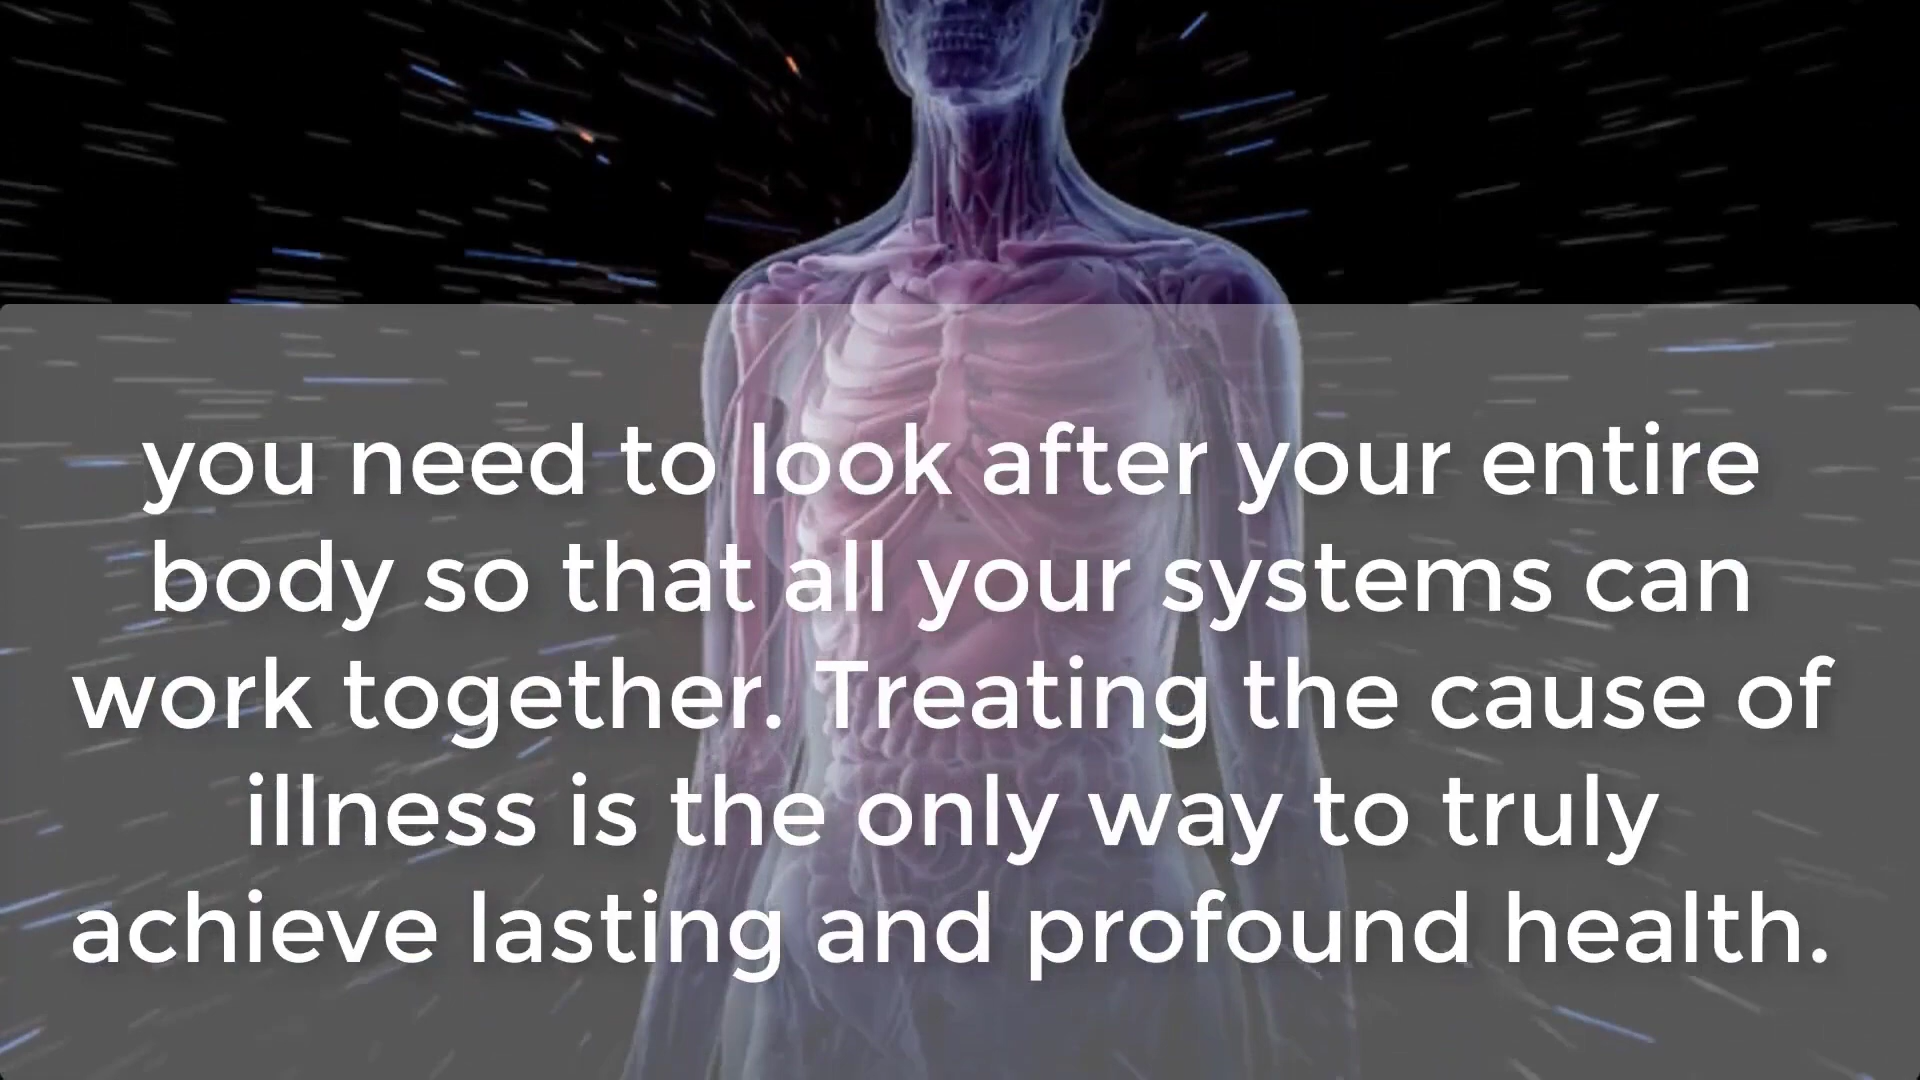 you need to look after your entire
body so that all your systems can
work together. Treating the cause of
illness is the only way to truly
achieve lasting and profound health.